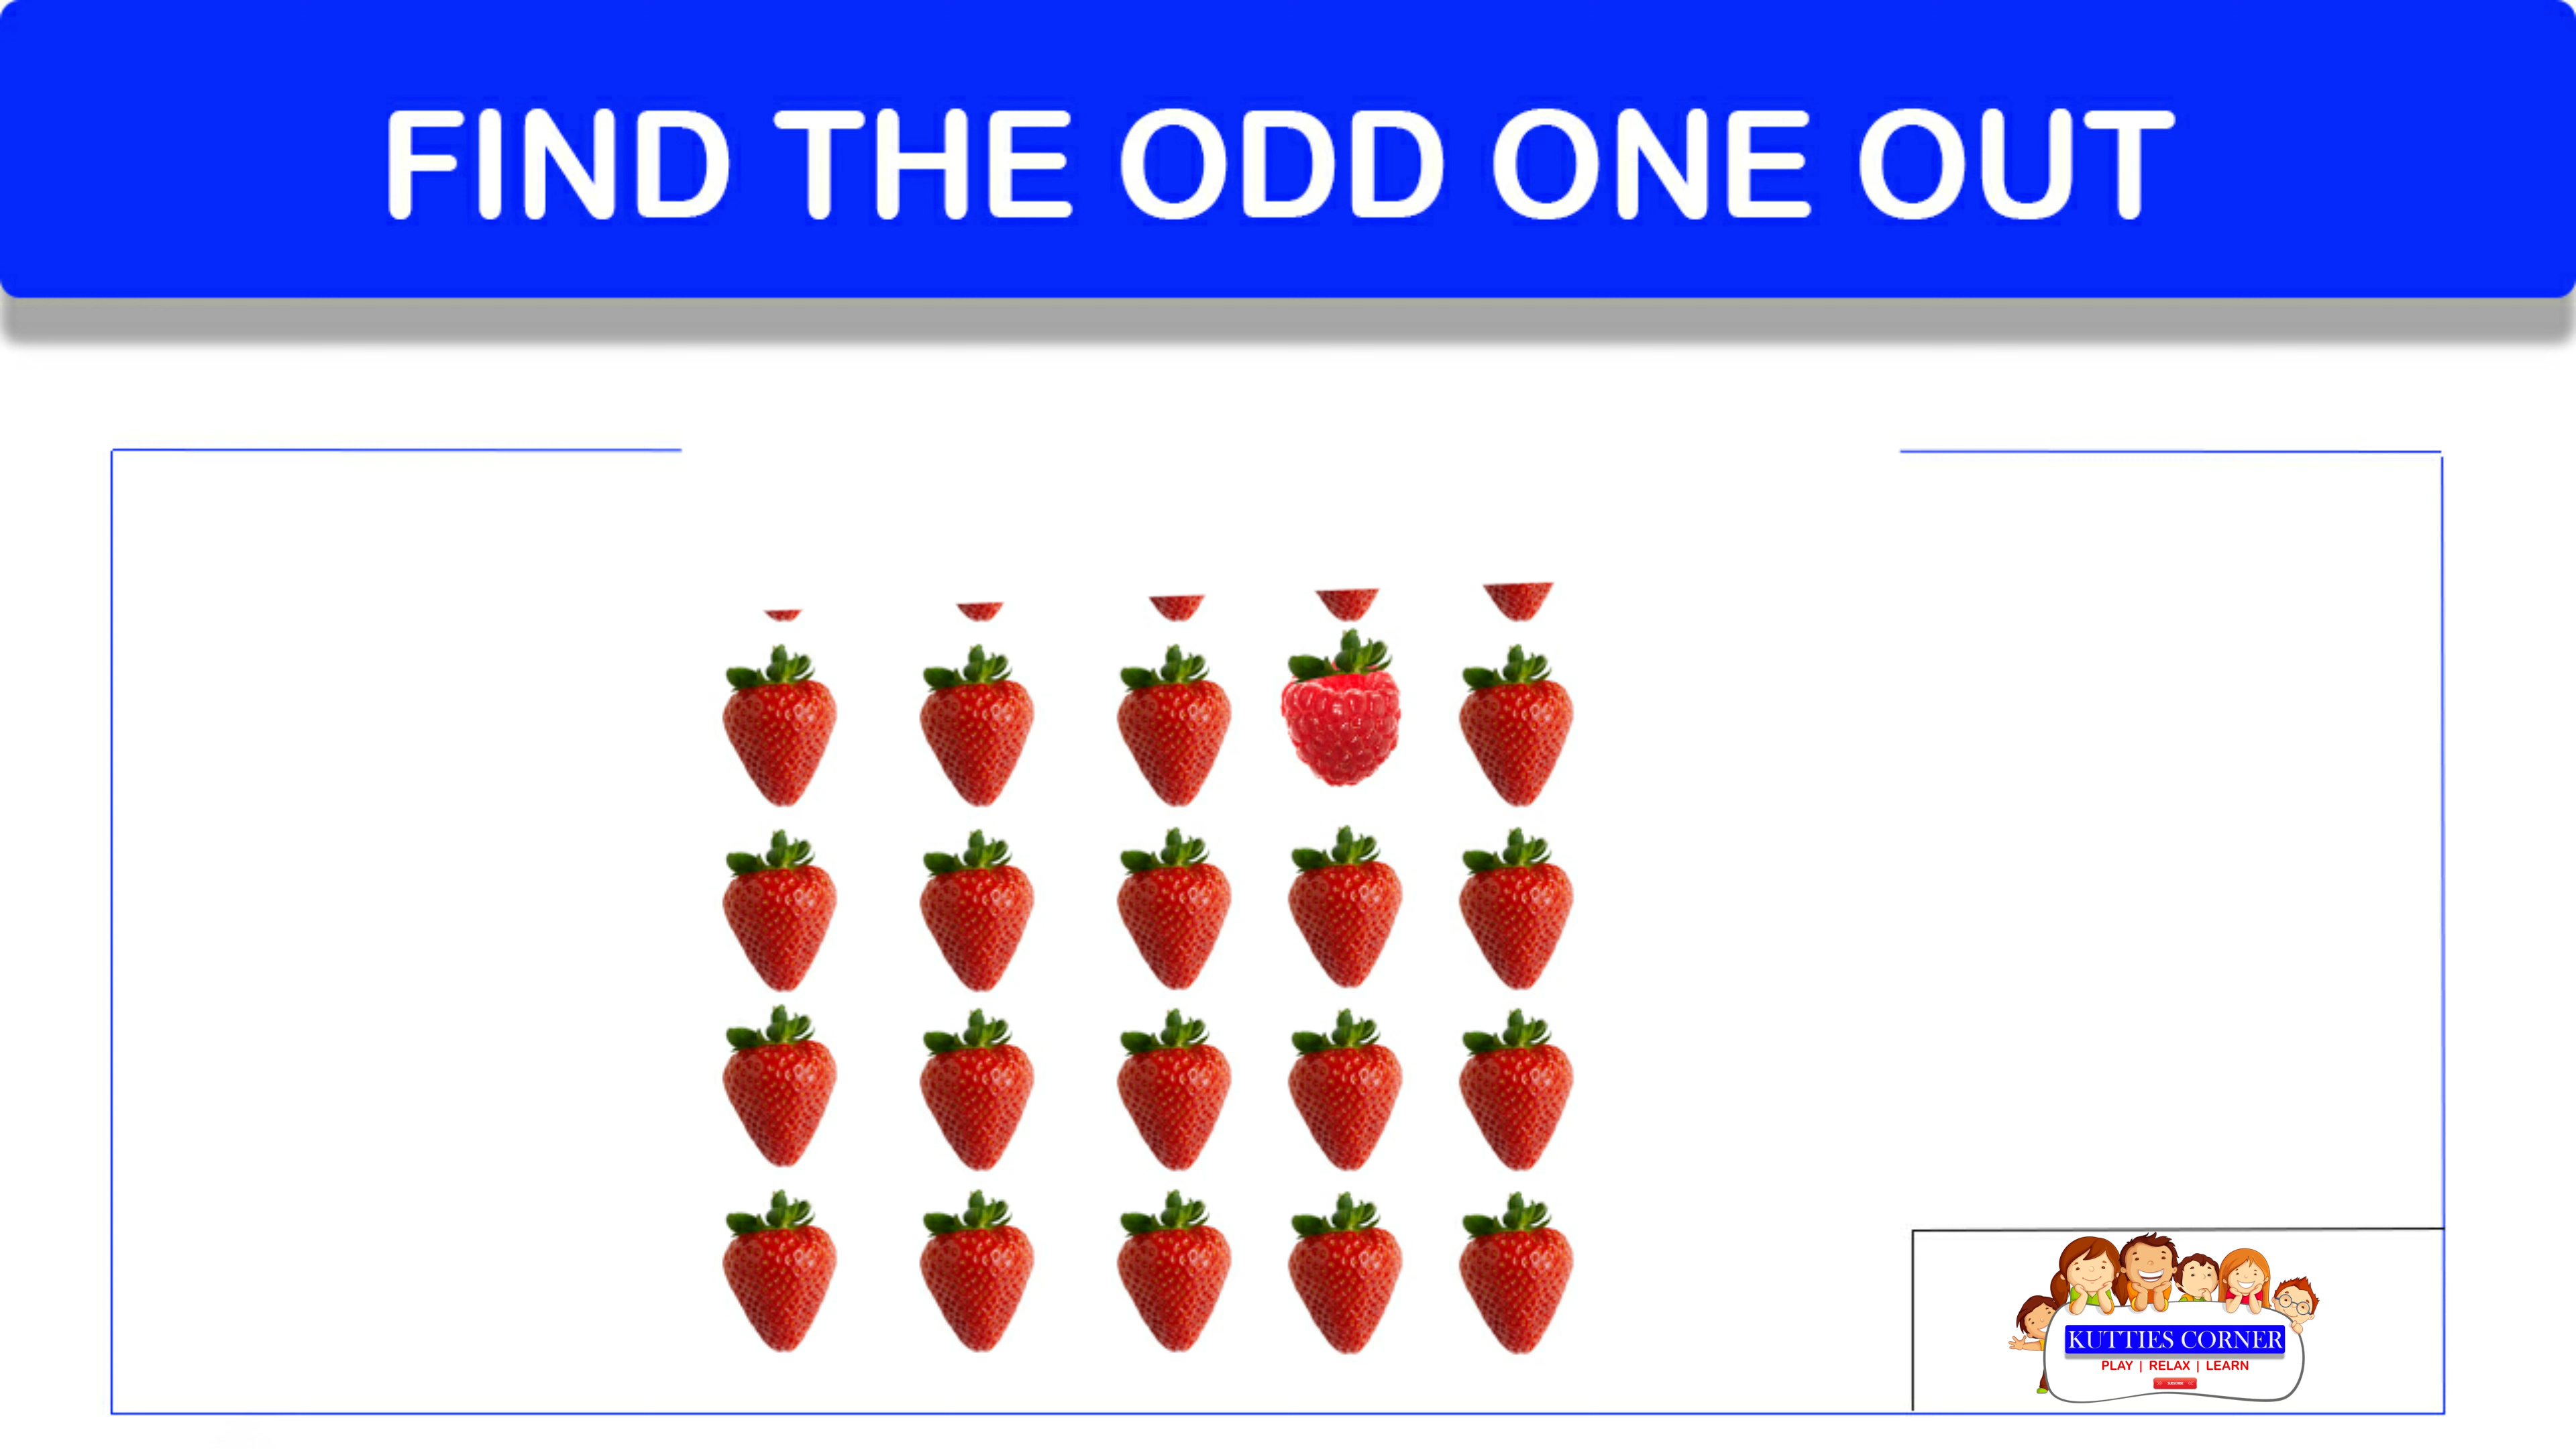 FIND THE ODD ONE OUT
KUTTIES CORNER
PLAY | RELAX | LEARN